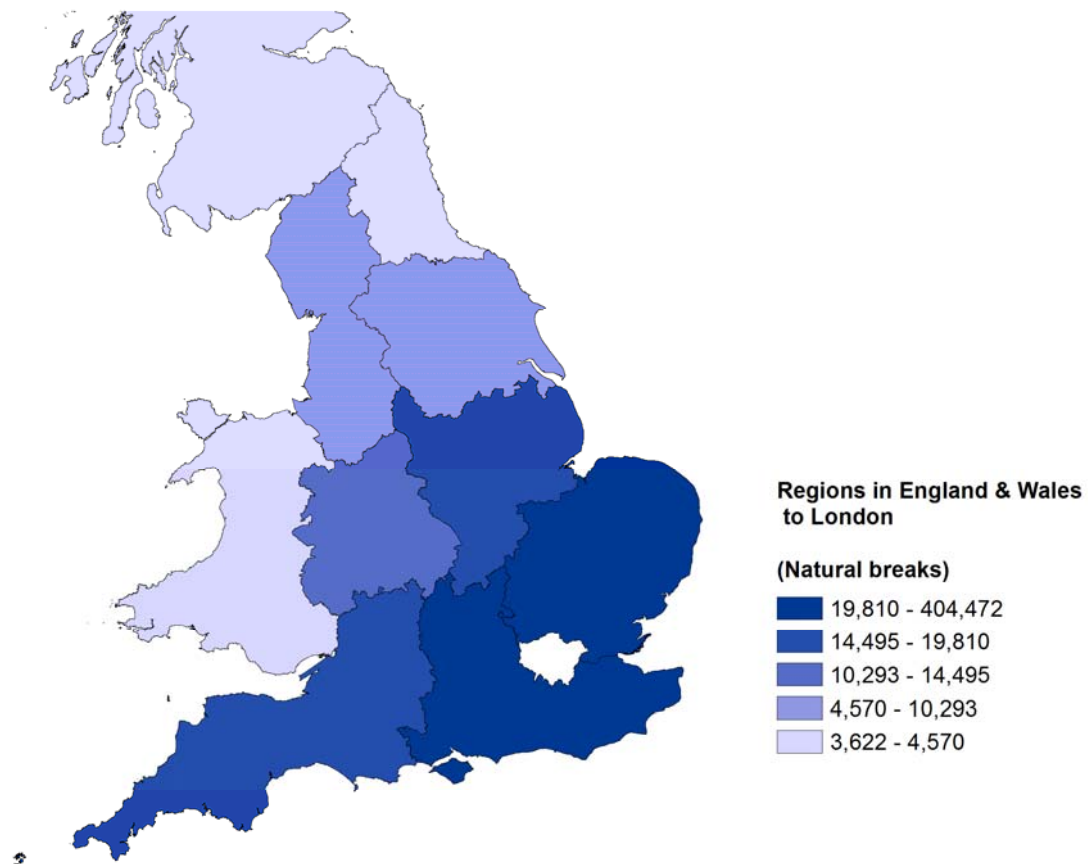 Regions in England & Wales
to London
(Natural breaks)
19,810 - 404,472
14,495 - 19,810
10,293 - 14,495
4,570 - 10,293
3,622 - 4,570